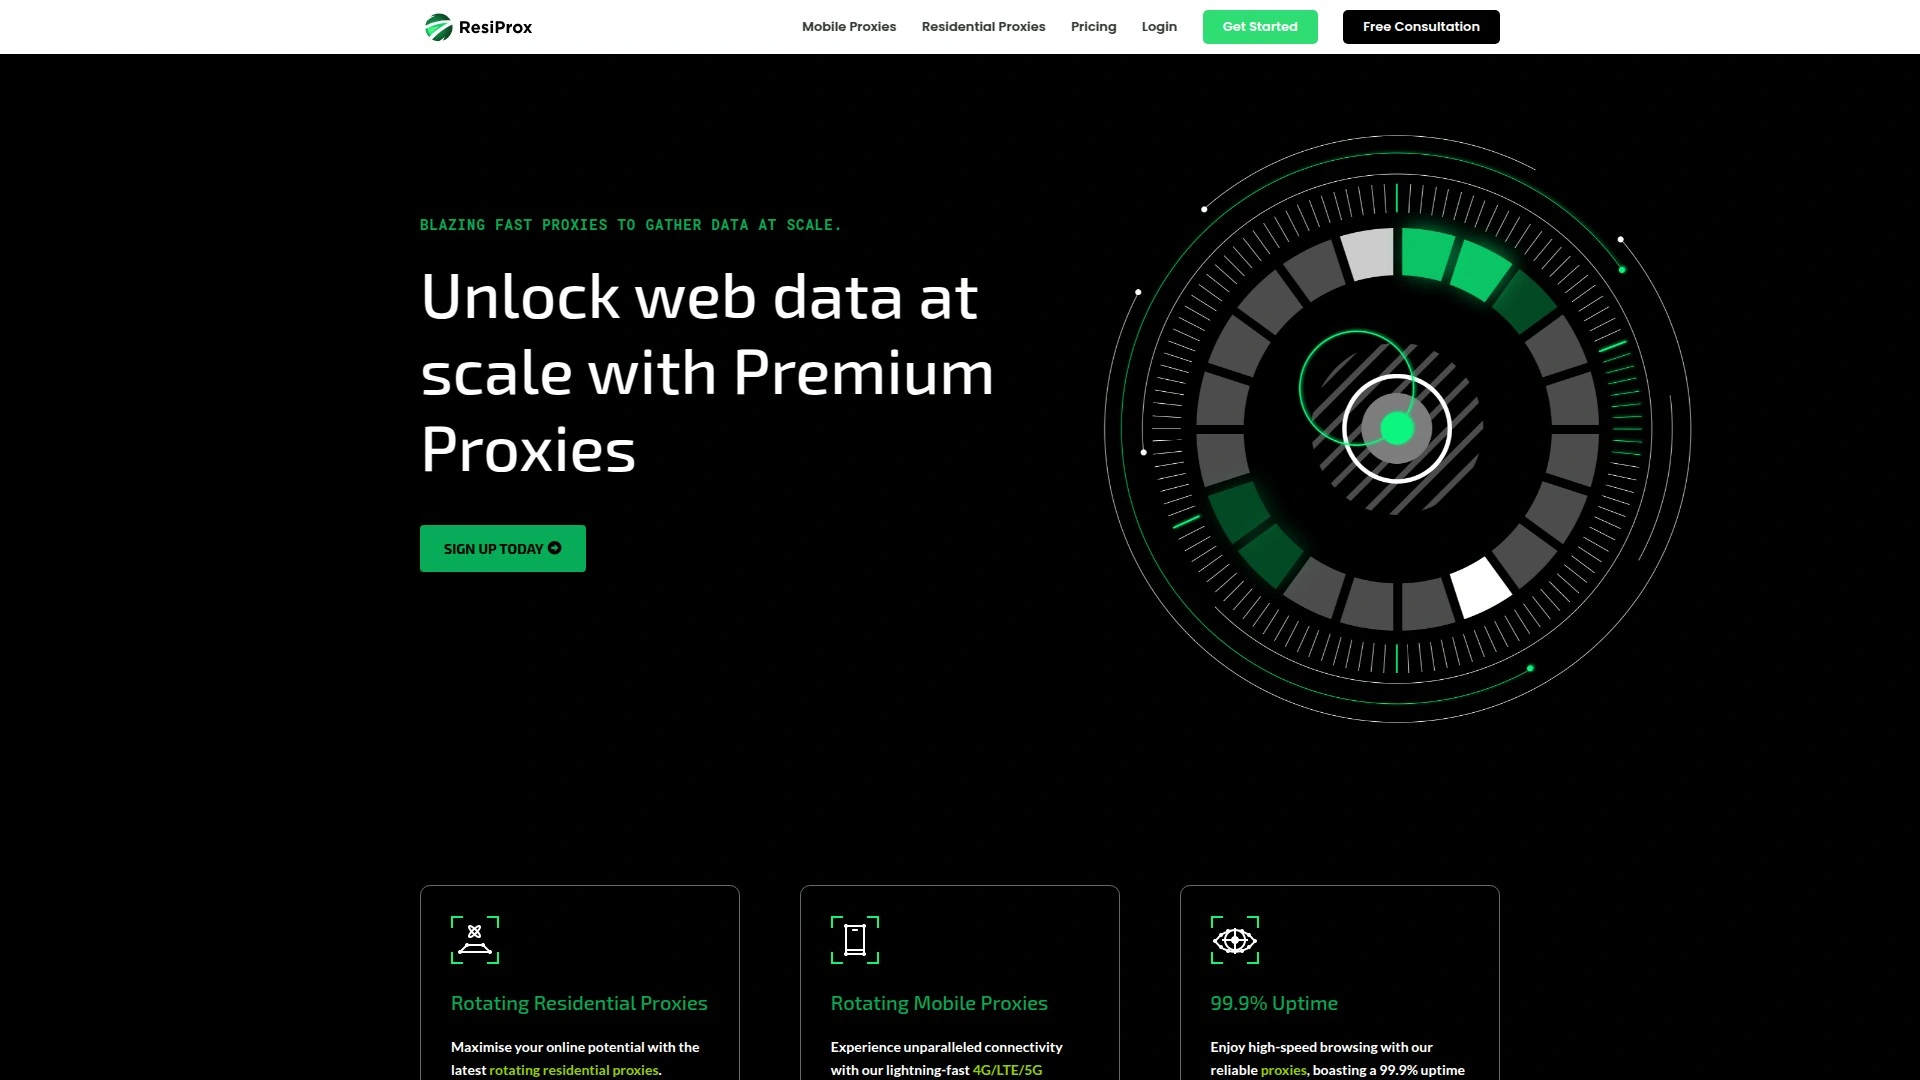 ResiProx
Mobile Proxies
Residential Proxies
Pricing
Login
Get Started
Free Consultation
BLAZING FAST PROXIES TO GATHER DATA AT SCALE.
Unlock web data at
scale with Premium
Proxies
SIGN UP TODAY
Rotating Residential Proxies
Maximise your online potential with the
latest rotating residential proxies.
Rotating Mobile Proxies
Experience unparalleled connectivity
with our lightning-fast 4G/LTE/5G
99.9% Uptime
Enjoy high-speed browsing with our
reliable proxies, boasting a 99.9% uptime